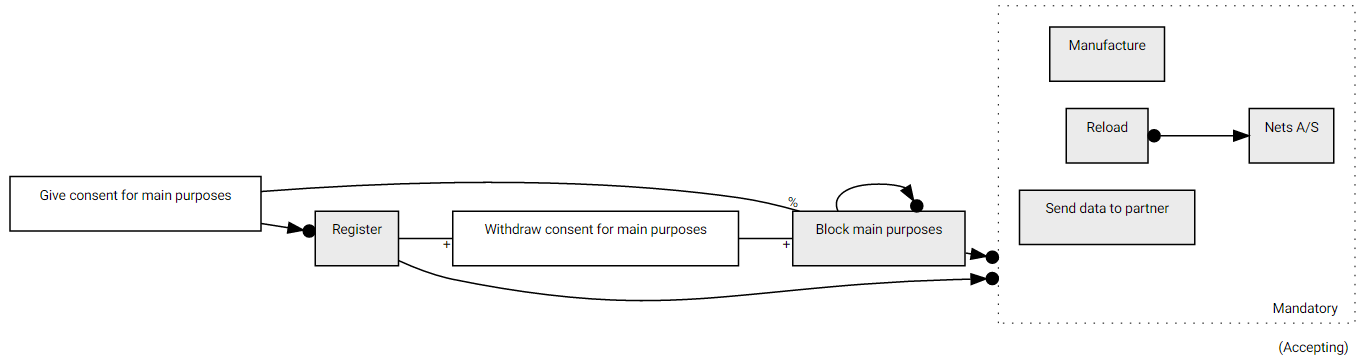 Manufacture
Reload
Nets A/S
Give consent for main purposes
%
Send data to partner
Register
+
Withdraw consent for main purposes
+
Block main purposes
Mandatory
(Accepting)